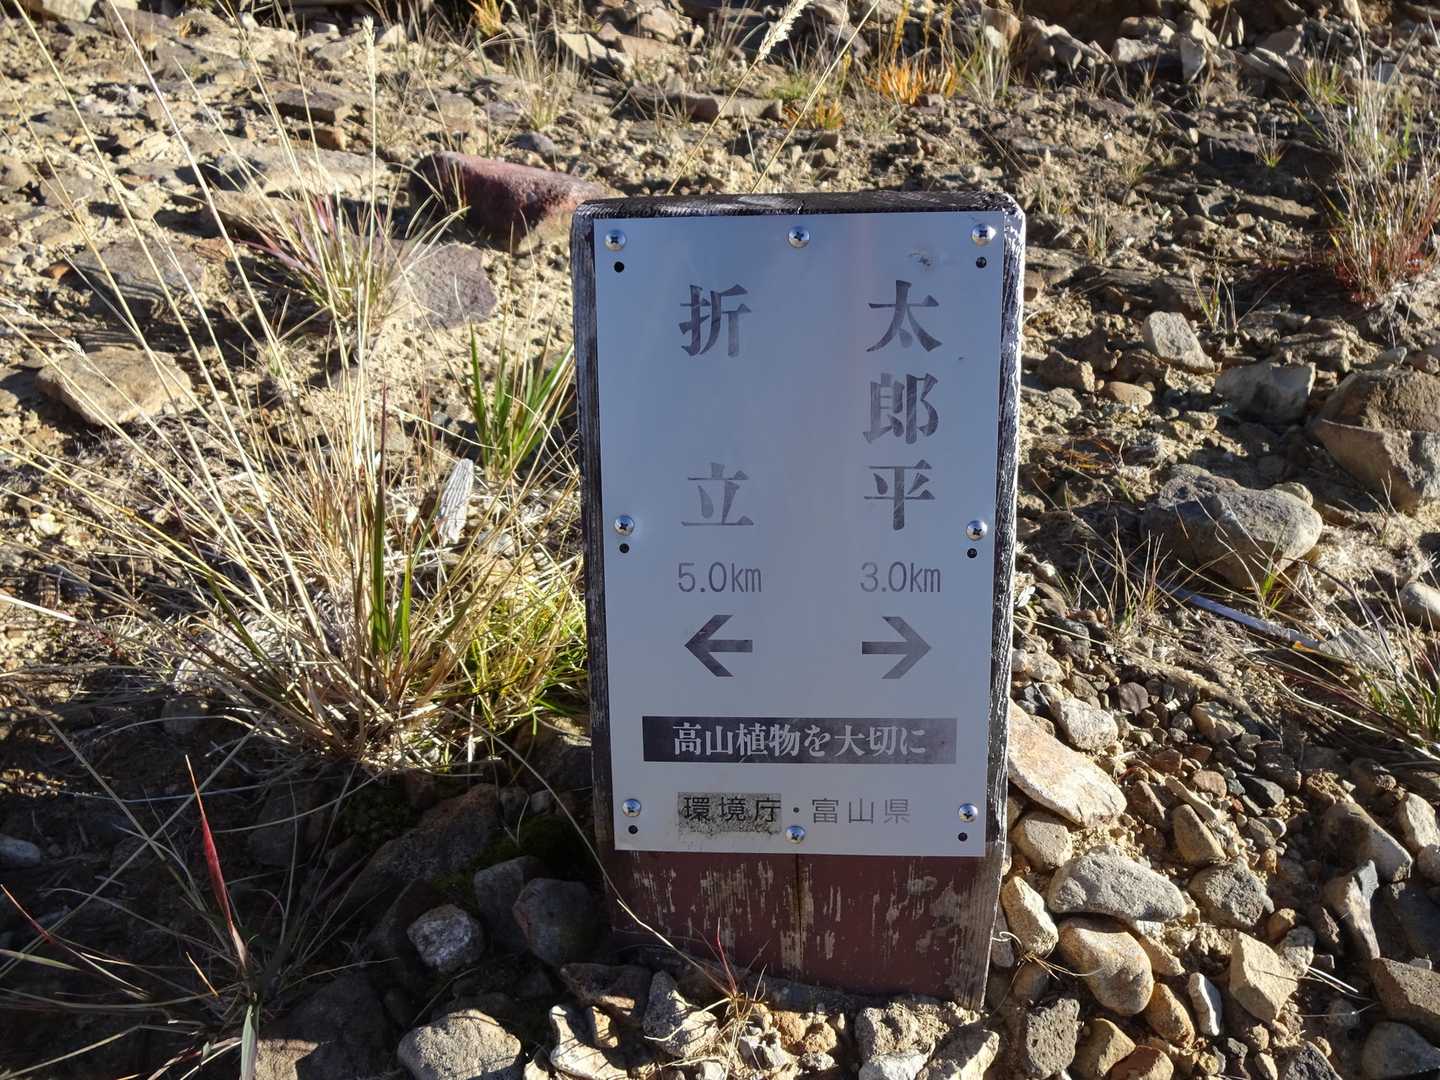 太郎平
3.0km
→
折立
5.0km
←
高山植物を大切に
環境庁・富山県